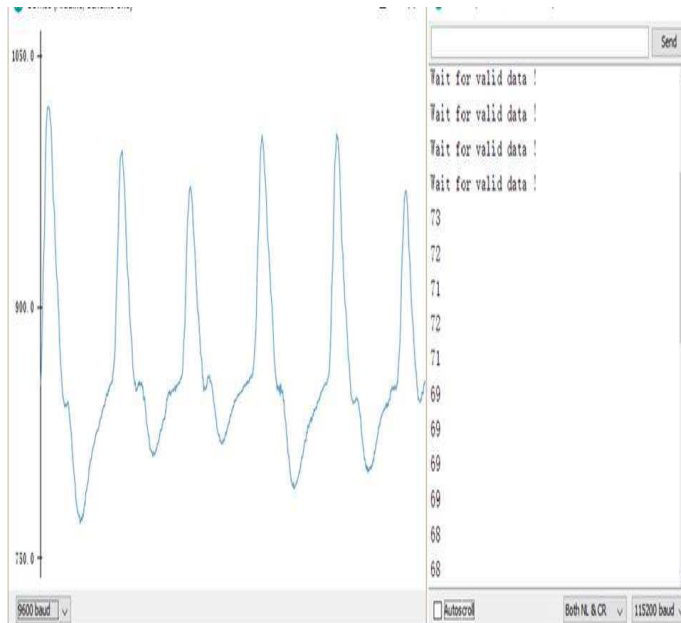 1050.0
900.0
750.0
9600 baud
Send
Wait for valid data !
Wait for valid data !
Wait for valid data !
Wait for valid data !
73
72
71
72
71
69
69
69
69
68
68
Autoscroll
Both NL & CR
115200 baud